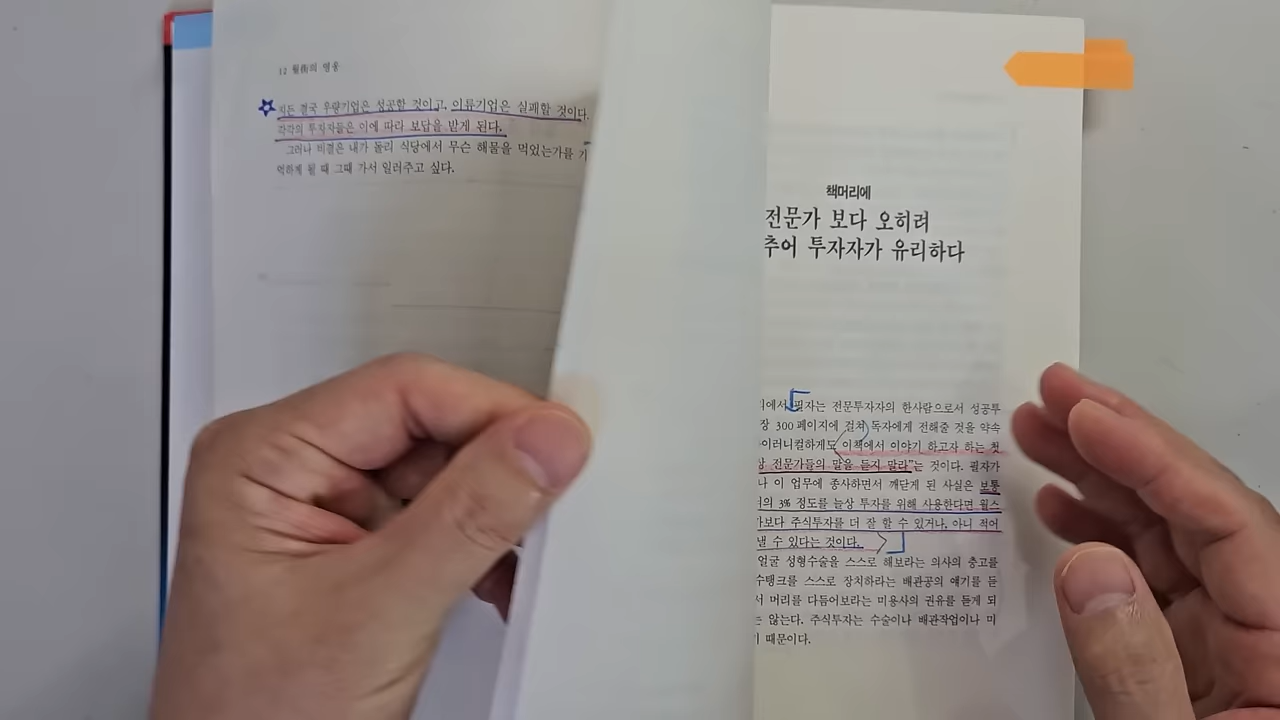 12 월街의 영웅
지든 결국 우량기업은 성공할 것이고, 이류기업은 실패할 것이다.
각각의 투자자들은 이에 따라 보답을 받게 된다.
그러나 비결은 내가 몰리 식당에서 무슨 해물을 먹었는가를 기
억하게 될 때 그때 가서 일러주고 싶다.
책머리에
전문가 보다 오히려
추어 투자자가 유리하다
에서 필자는 전문투자자의 한사람으로서 성공투
장 300 페이지에 걸쳐 독자에게 전해줄 것을 약속
이러니컬하게도 이책에서 이야기 하고자 하는 첫
상 전문가들의 말을 듣지 말라"는 것이다. 필자가
나 이 업무에 종사하면서 깨닫게 된 사실은 보통
의 3% 정도를 늘상 투자를 위해 사용한다면 월스
가보다 주식투자를 더 잘 할 수 있거나, 아니 적어
낼 수 있다는 것이다.
얼굴 성형수술을 스스로 해보라는 의사의 충고를
수탱크를 스스로 장치하라는 배관공의 얘기를 듣
서 머리를 다듬어보라는 미용사의 권유를 듣게 되
는 않는다. 주식투자는 수술이나 배관작업이나 미
기 때문이다.